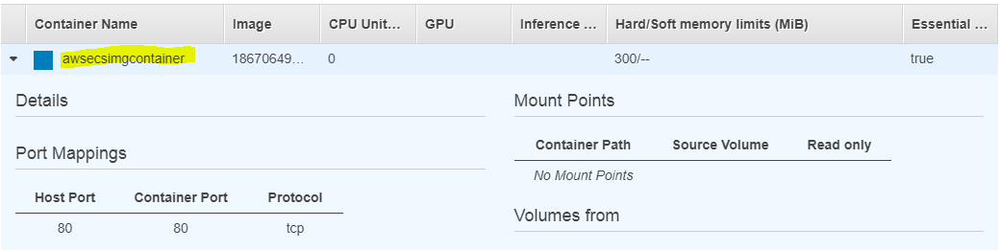 Container Name Image CPU Unit... GPU Inference ... Hard/Soft memory limits (MiB) Essential ...
awsecsimgcontainer 18670649... 0 300/-- true
Details
Port Mappings
Host Port Container Port Protocol
80 80 tcp
Mount Points
Container Path Source Volume Read only
No Mount Points
Volumes from